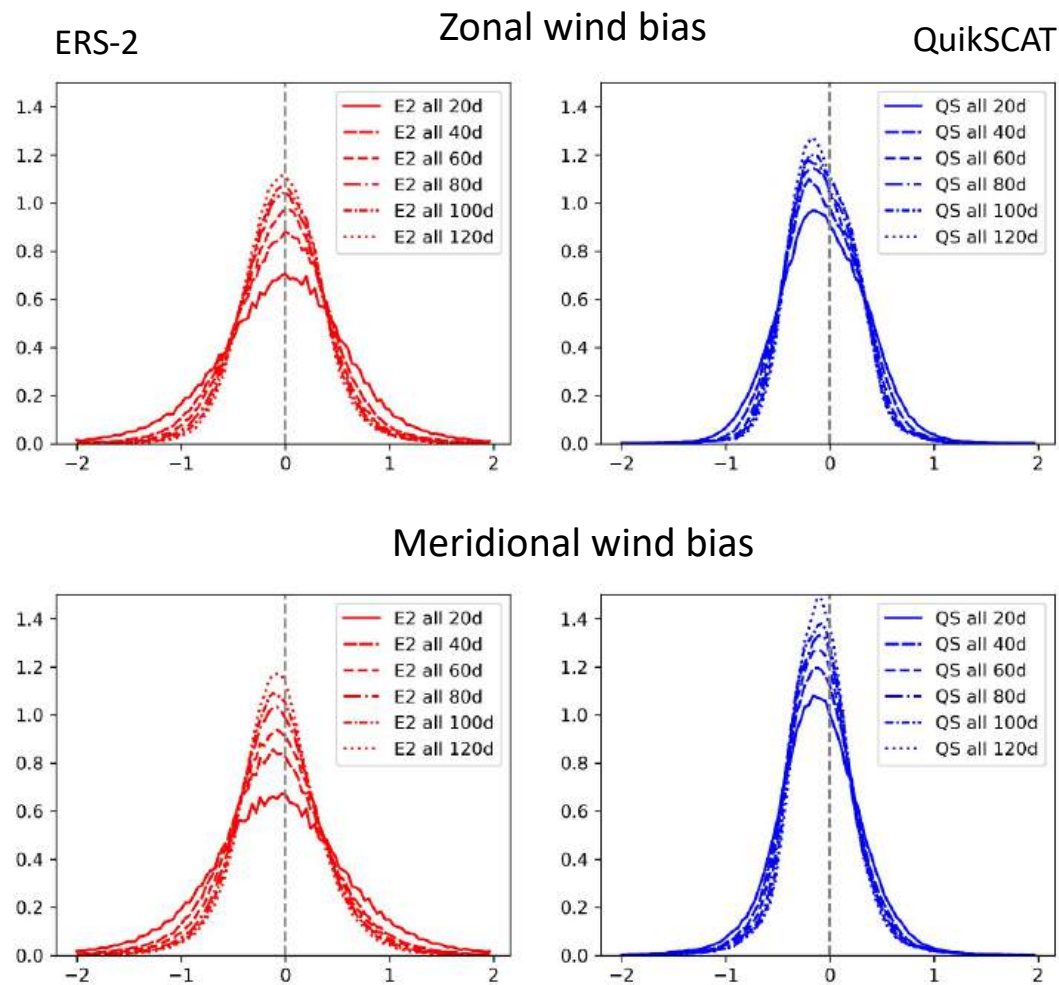 Zonal wind bias
ERS-2
QuikSCAT
1.4
1.2
1.0
0.8
0.6
0.4
0.2
0.0
−2
−1
0
1
2
E2 all 20d
E2 all 40d
E2 all 60d
E2 all 80d
E2 all 100d
E2 all 120d
1.4
1.2
1.0
0.8
0.6
0.4
0.2
0.0
−2
−1
0
1
2
QS all 20d
QS all 40d
QS all 60d
QS all 80d
QS all 100d
QS all 120d
Meridional wind bias
1.4
1.2
1.0
0.8
0.6
0.4
0.2
0.0
−2
−1
0
1
2
E2 all 20d
E2 all 40d
E2 all 60d
E2 all 80d
E2 all 100d
E2 all 120d
1.4
1.2
1.0
0.8
0.6
0.4
0.2
0.0
−2
−1
0
1
2
QS all 20d
QS all 40d
QS all 60d
QS all 80d
QS all 100d
QS all 120d